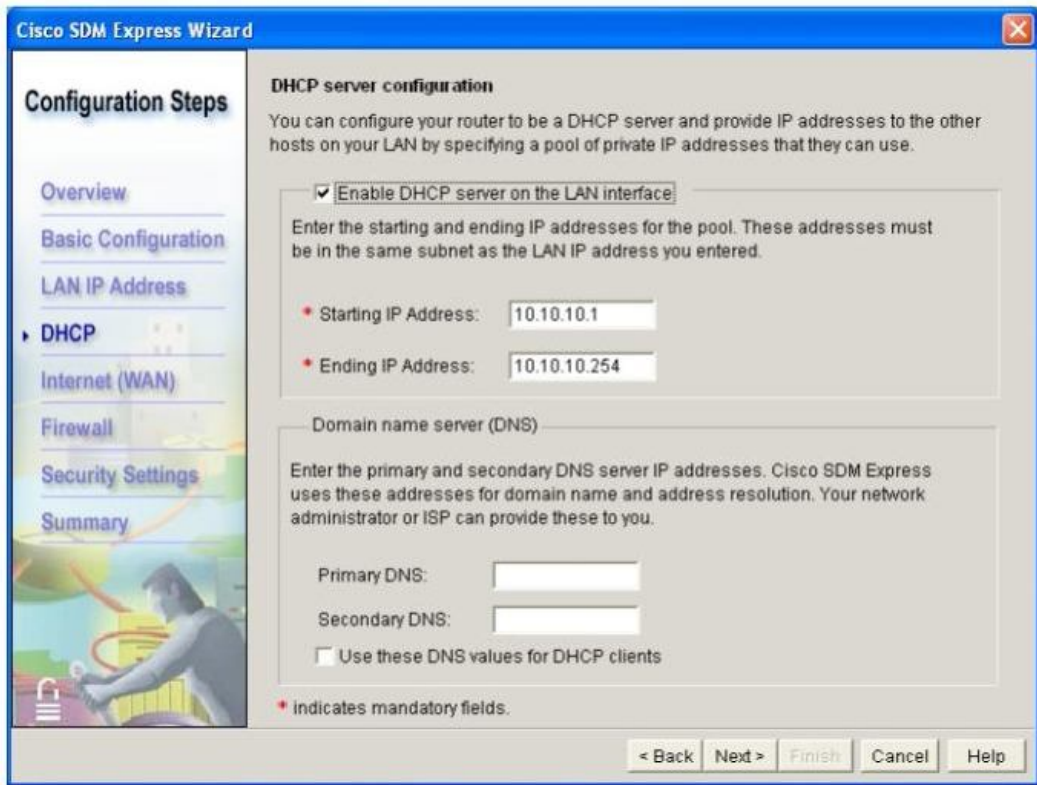 Cisco SDM Express Wizard
Configuration Steps
Overview
Basic Configuration
LAN IP Address
DHCP
Internet (WAN)
Firewall
Security Settings
Summary
DHCP server configuration
You can configure your router to be a DHCP server and provide IP addresses to the other
hosts on your LAN by specifying a pool of private IP addresses that they can use.
Enable DHCP server on the LAN interface
Enter the starting and ending IP addresses for the pool. These addresses must
be in the same subnet as the LAN IP address you entered.
* Starting IP Address: 10.10.10.1
* Ending IP Address: 10.10.10.254
Domain name server (DNS)
Enter the primary and secondary DNS server IP addresses. Cisco SDM Express
uses these addresses for domain name and address resolution. Your network
administrator or ISP can provide these to you.
Primary DNS:
Secondary DNS:
Use these DNS values for DHCP clients
* indicates mandatory fields.
< Back Next > Finish Cancel Help